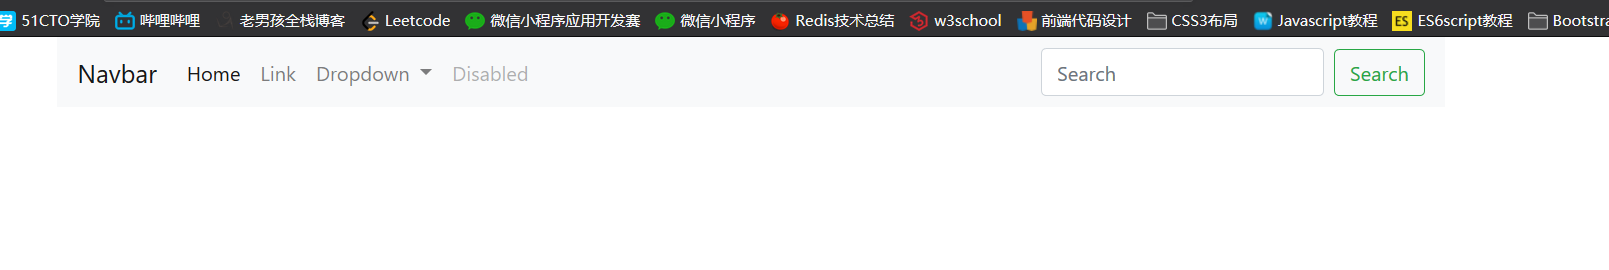 学 51CTO学院 哔哩哔哩 老男孩全栈博客 Leetcode 微信小程序应用开发赛 微信小程序 Redis技术总结 w3school 前端代码设计 CSS3布局 W Javascript教程 ES ES6script教程 Bootstra
Navbar Home Link Dropdown Disabled Search Search